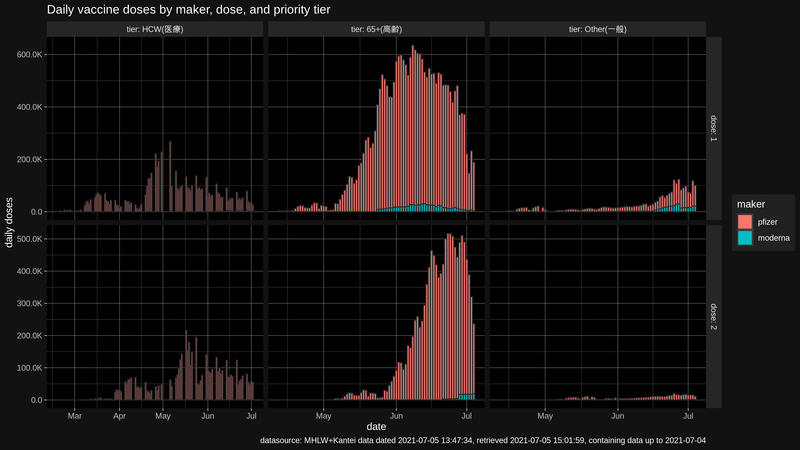 Daily vaccine doses by maker, dose, and priority tier
tier: HCW(医療)
tier: 65+(高齢)
tier: Other(一般)
600.0K
400.0K
200.0K
0.0
dose: 1
500.0K
400.0K
300.0K
200.0K
100.0K
0.0
dose: 2
daily doses
Mar
Apr
May
Jun
Jul
May
Jun
Jul
May
Jun
Jul
date
maker
pfizer
moderna
datasource: MHLW+Kantei data dated 2021-07-05 13:47:34, retrieved 2021-07-05 15:01:59, containing data up to 2021-07-04